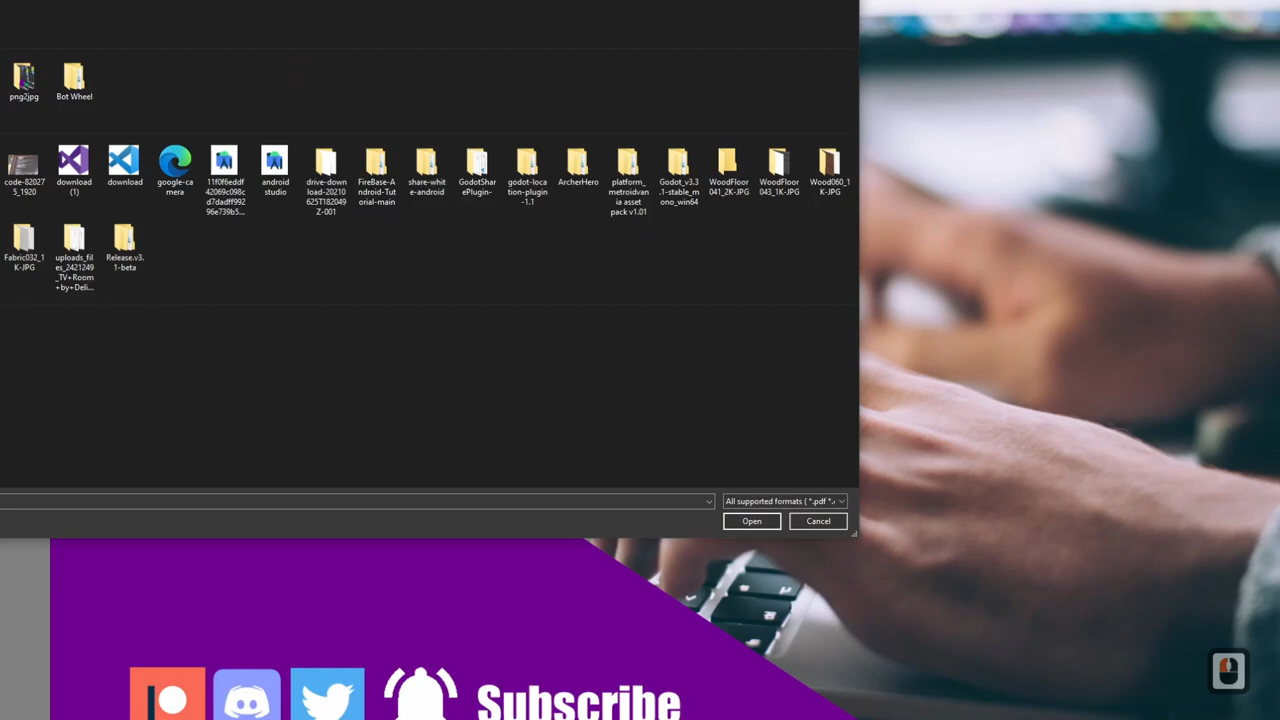 png2jpg
Bot Wheel
code-82027
5_1920
download
(1)
download
google-ca
mera
11f0f6eddf
42069c098c
d7dadff992
96e739b5...
android
studio
drive-down
load-20210
625T182049
Z-001
FireBase-A
ndroid-Tut
orial-main
share-whit
e-android
GodotShar
ePlugin-
godot-loca
tion-plugin
-1.1
ArcherHero
platform_
metroidvan
ia asset
pack v1.01
Godot_v3.3
.1-stable_m
ono_win64
WoodFloor
041_2K-JPG
WoodFloor
043_1K-JPG
Wood060_1
K-JPG
Fabric032_1
K-JPG
uploads_fil
es_2421249
_TV+Room
+by+Deli...
Release.v3.
1-beta
All supported formats ( *.pdf *.
Open
Cancel
Subscribe